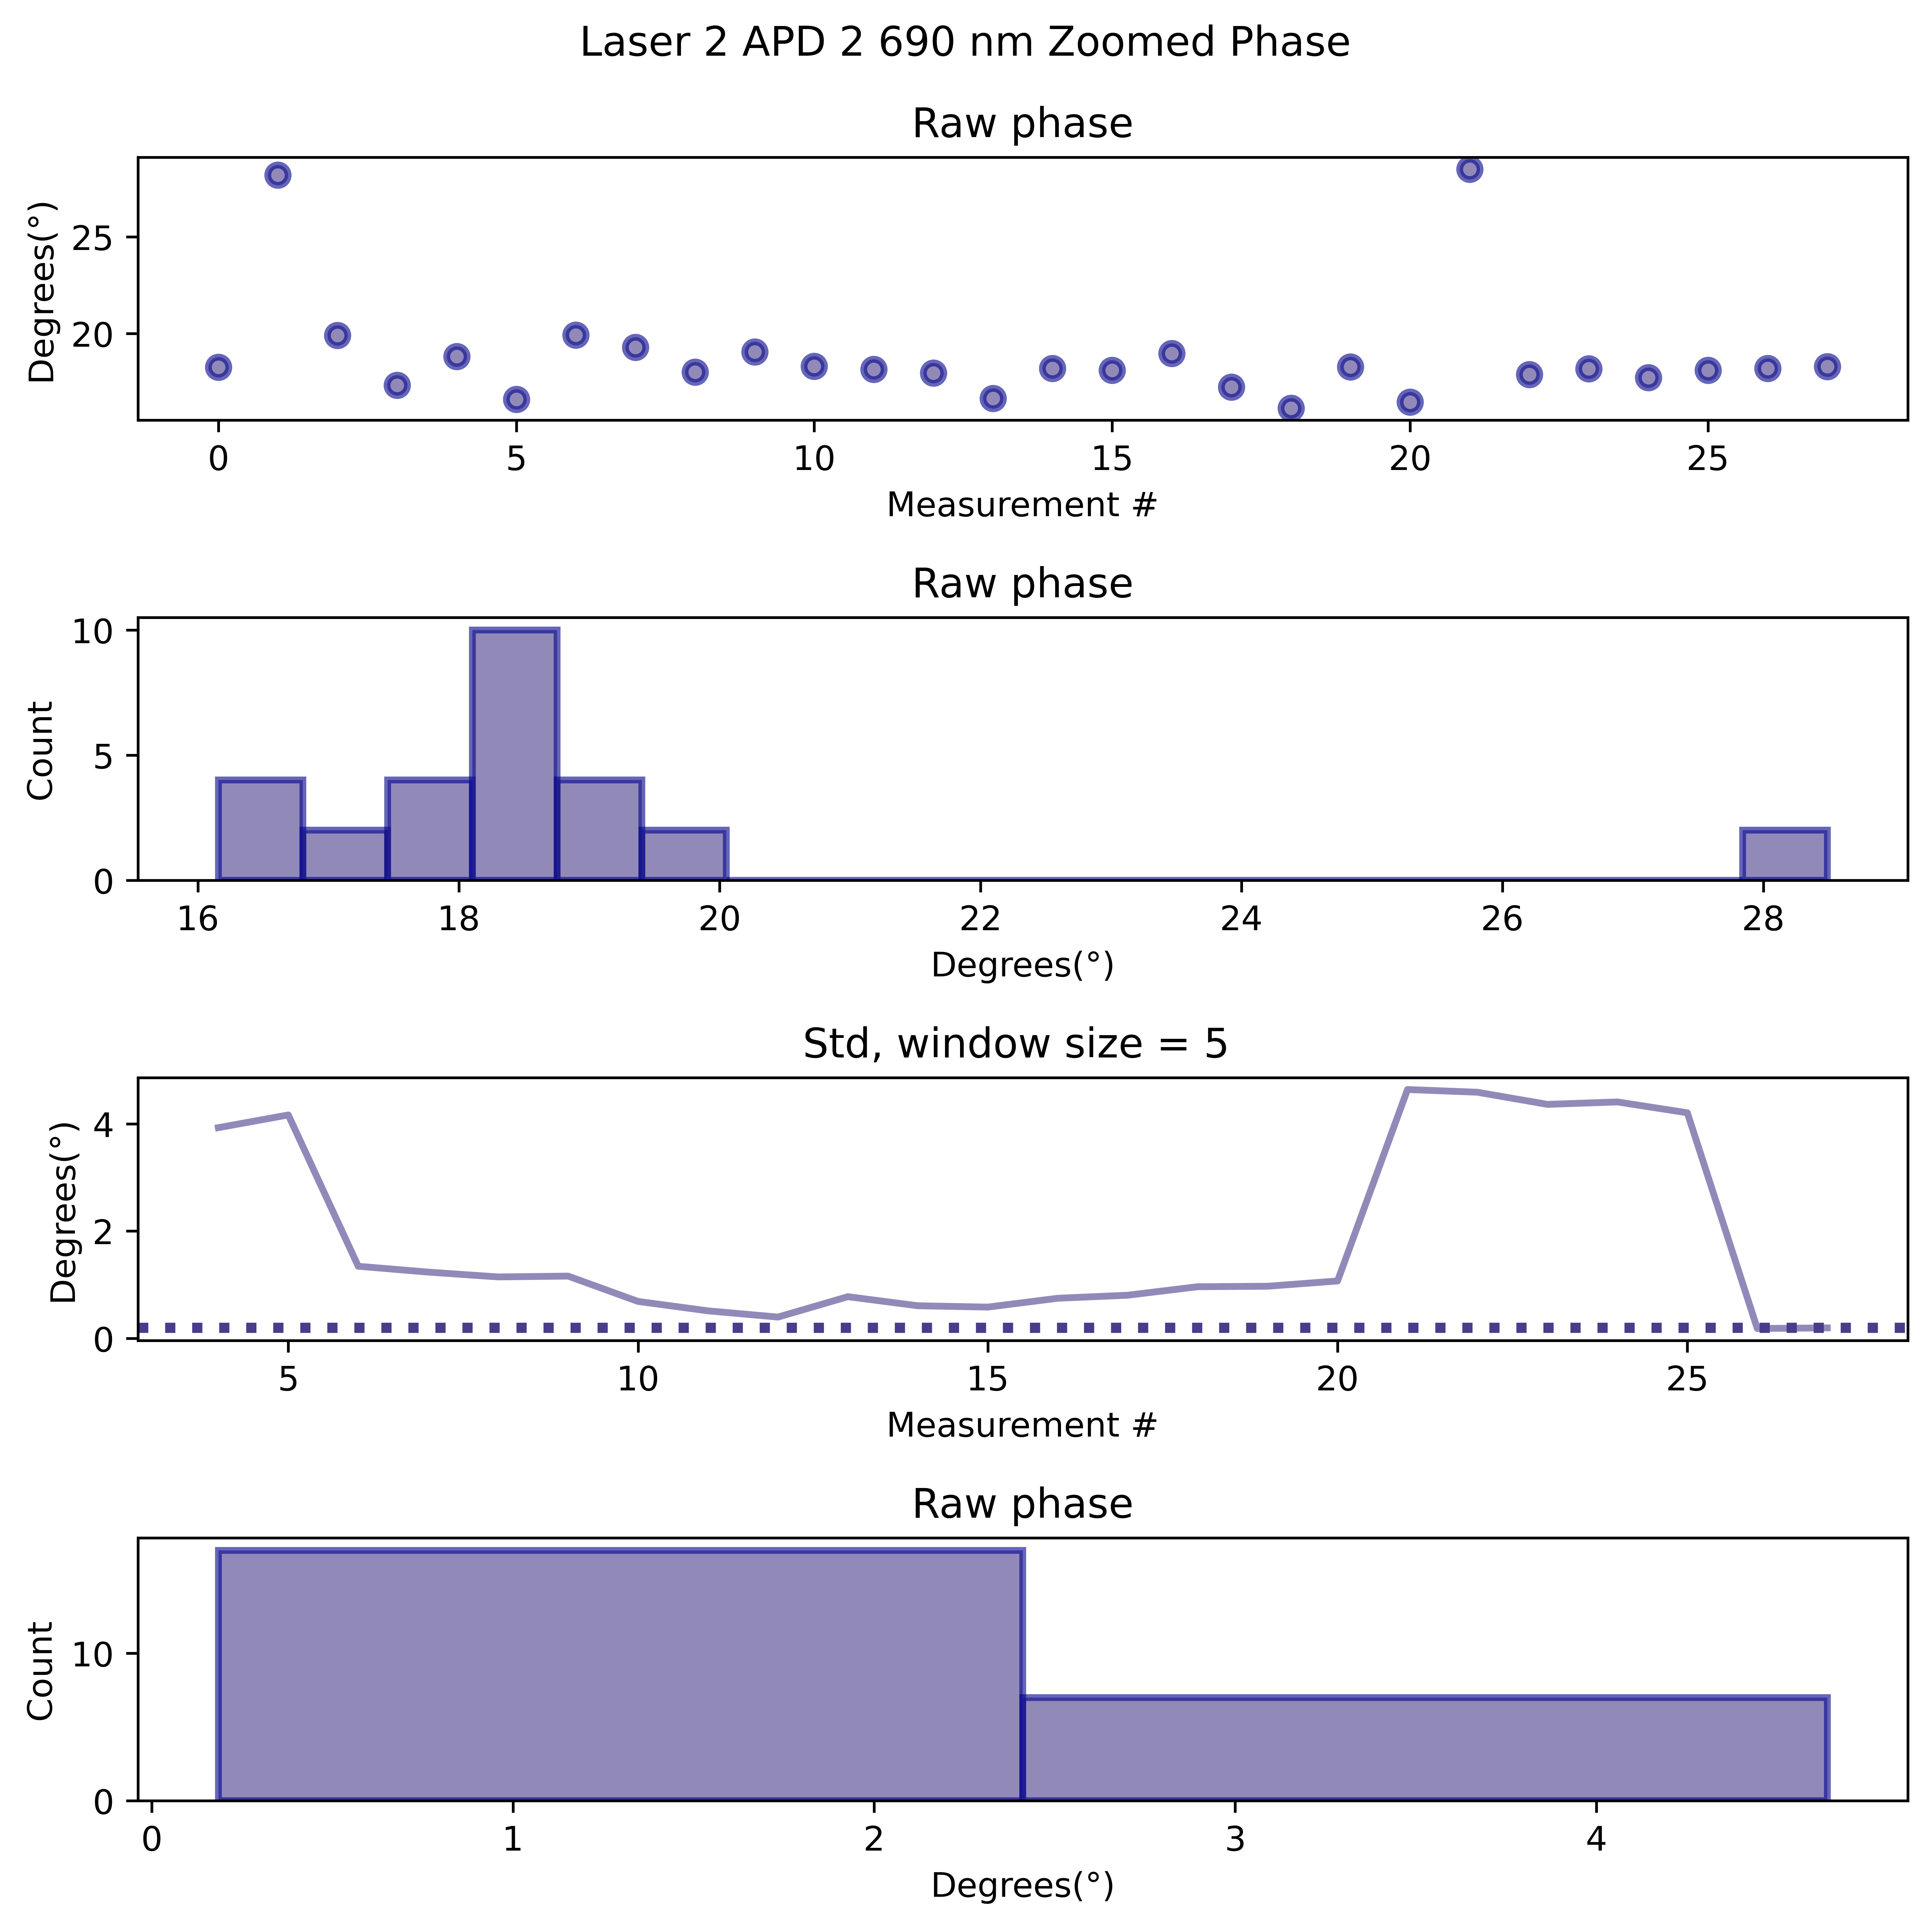 Laser 2 APD 2 690 nm Zoomed Phase
Raw phase
Degrees(°)
25
20
0 5 10 15 20 25
Measurement #
Raw phase
Count
10
5
0
16 18 20 22 24 26 28
Degrees(°)
Std, window size = 5
Degrees(°)
4
2
0
5 10 15 20 25
Measurement #
Raw phase
Count
10
0
0 1 2 3 4
Degrees(°)